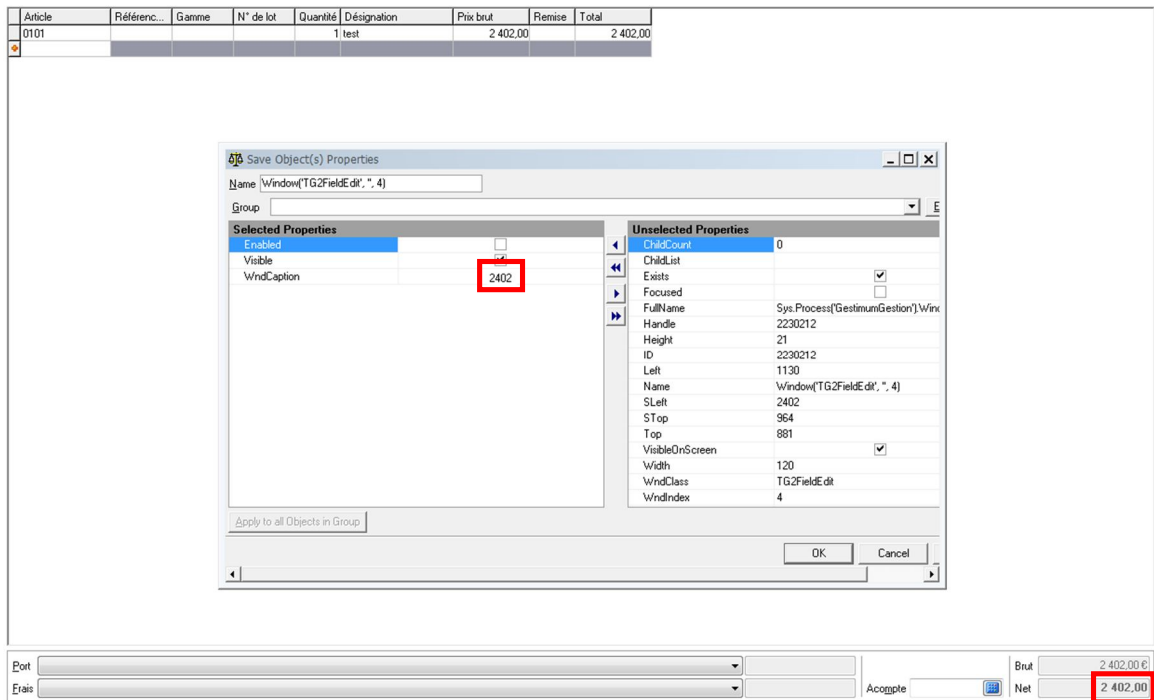 Article Référenc... Gamme N° de lot Quantité Désignation Prix brut Remise Total
0101 1 test 2 402,00 2 402,00
Save Object(s) Properties
Name Window('TG2FieldEdit', '', 4)
Group E
Selected Properties Unselected Properties
Enabled ChildCount 0
Visible ChildList
WndCaption 2402 Exists
Focused
FullName Sys.Process('GestimumGestion').Wind
Handle 2230212
Height 21
ID 2230212
Left 1130
Name Window('TG2FieldEdit', '', 4)
SLeft 2402
STop 964
Top 881
VisibleOnScreen
Width 120
WndClass TG2FieldEdit
WndIndex 4
Apply to all Objects in Group
OK Cancel
Port Brut 2 402,00 €
Frais Acompte Net 2 402,00